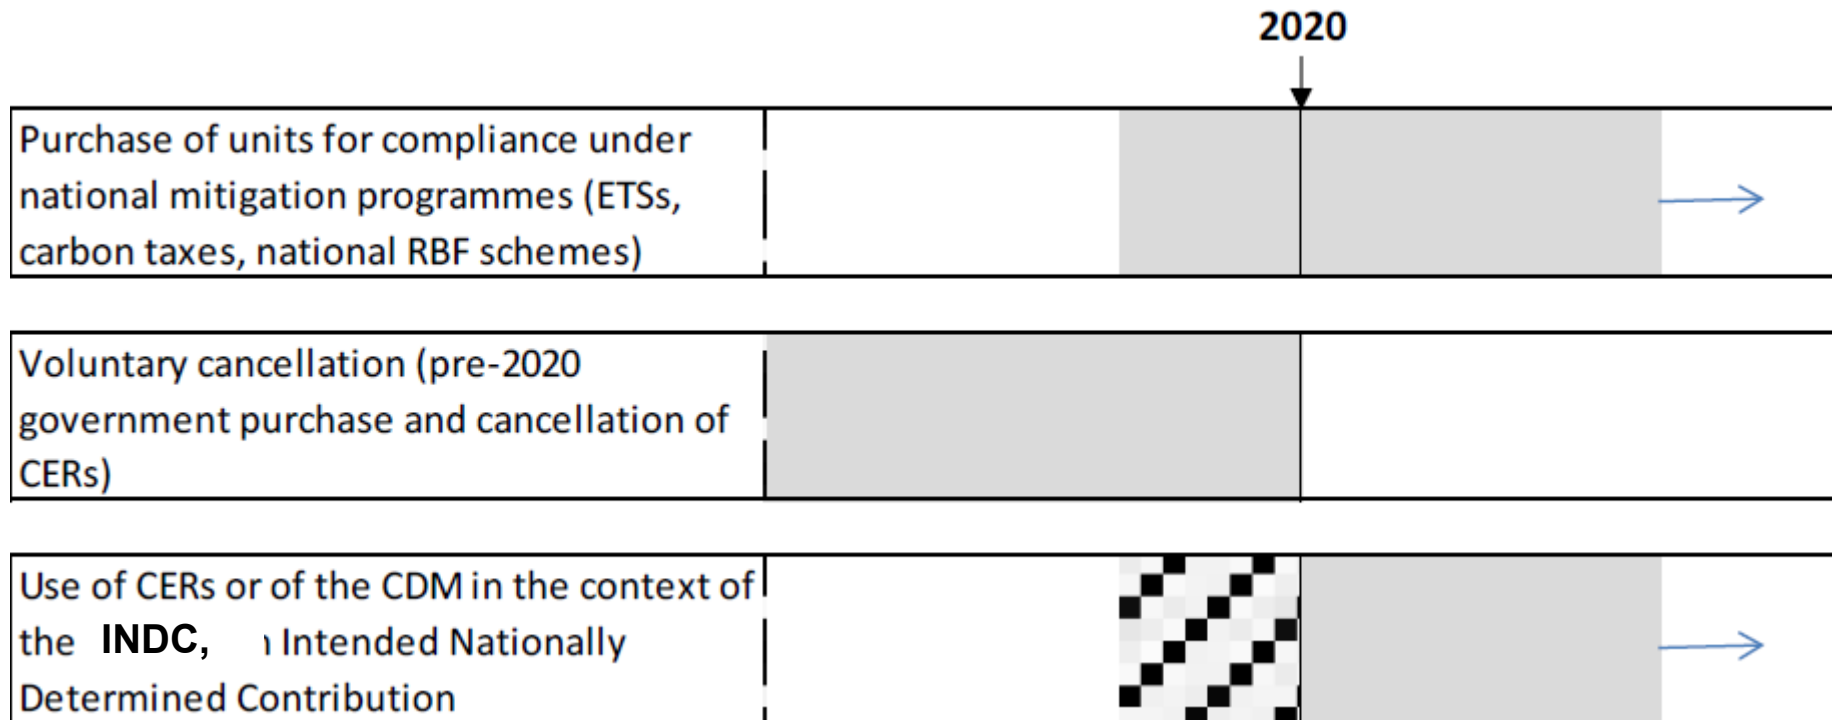 2020
Purchase of units for compliance under
national mitigation programmes (ETSs,
carbon taxes, national RBF schemes)
Voluntary cancellation (pre-2020
government purchase and cancellation of
CERs)
Use of CERs or of the CDM in the context of
the INDC, Intended Nationally
Determined Contribution